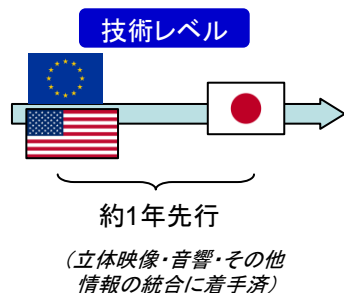 技術レベル
約1年先行
（立体映像・音響・その他
情報の統合に着手済）